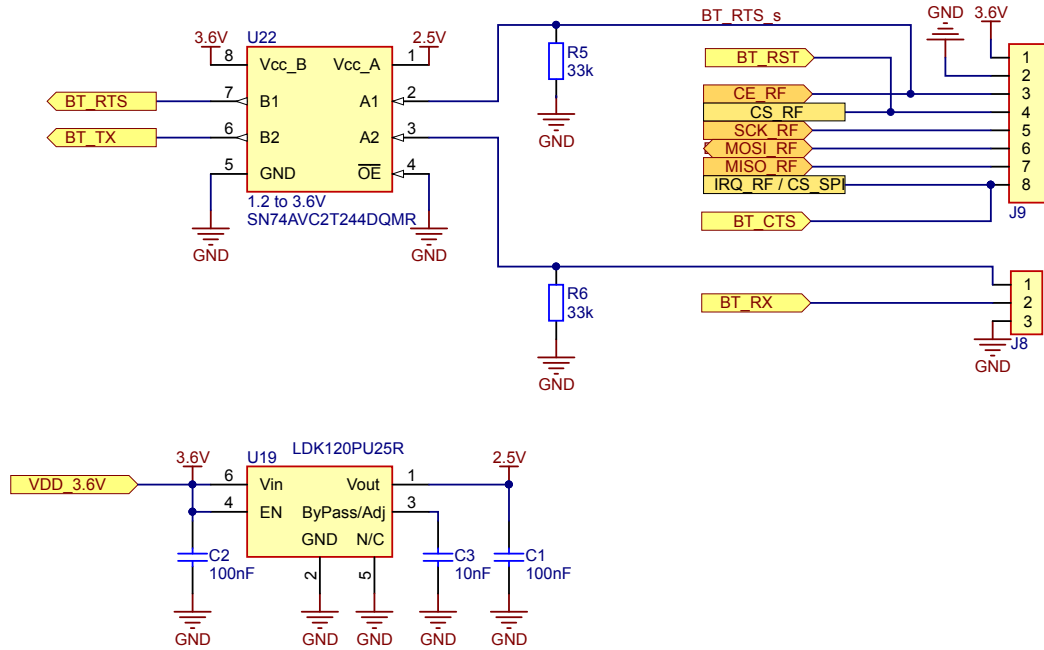 3.6V
U22
2.5V
8
Vcc_B
Vcc_A
1
BT_RTS
7
B1
A1
2
BT_TX
6
B2
A2
3
5
GND
OE
4
1.2 to 3.6V
SN74AVC2T244DQMR
GND
GND
R5
33k
GND
BT_RTS_s
GND
3.6V
BT_RST
1
2
CE_RF
3
CS_RF
4
SCK_RF
5
MOSI_RF
6
MISO_RF
7
IRQ_RF / CS_SPI
8
J9
BT_CTS
R6
33k
GND
BT_RX
1
2
3
J8
GND
3.6V
U19
LDK120PU25R
2.5V
VDD_3.6V
6
Vin
Vout
1
4
EN
ByPass/Adj
3
GND
N/C
2
5
C2
100nF
C3
10nF
C1
100nF
GND
GND
GND
GND
GND